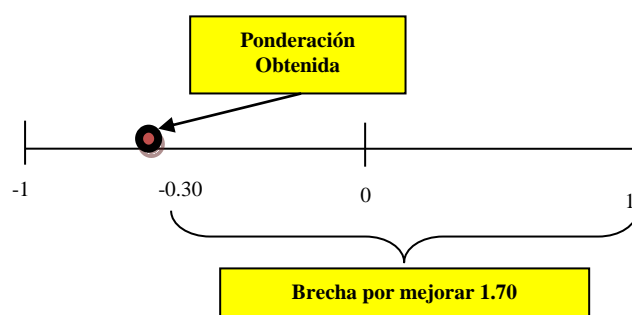 Ponderación
Obtenida
-1
-0.30
0
1
Brecha por mejorar 1.70